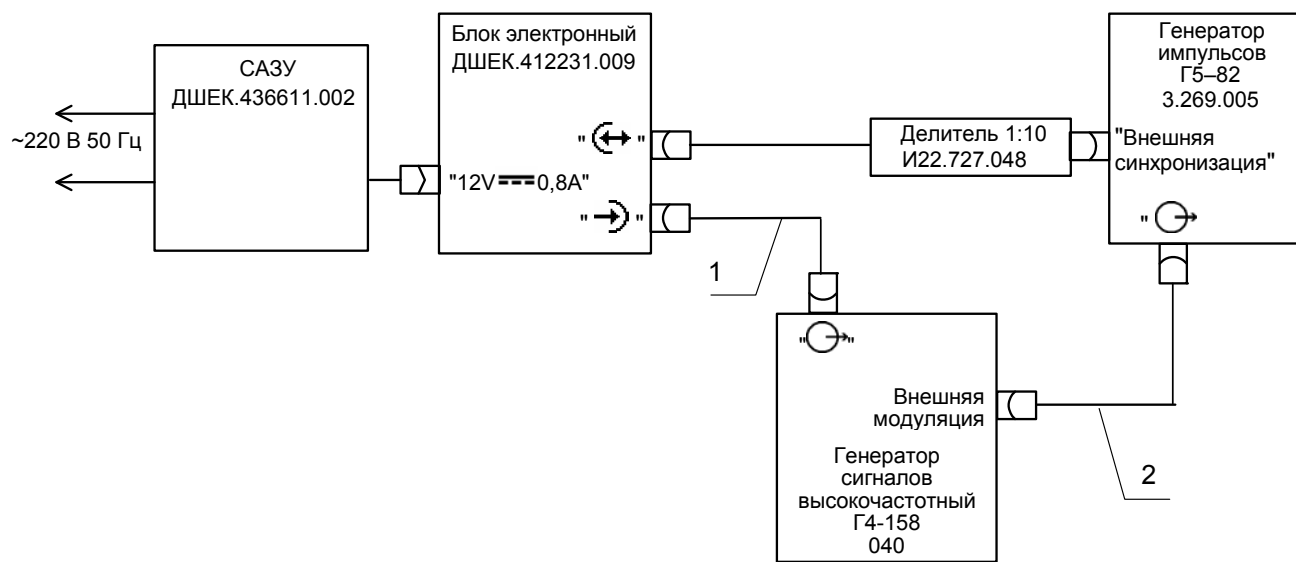 САЗУ
ДШЕК.436611.002
~220 В 50 Гц
Блок электронный
ДШЕК.412231.009
" "
"12V 0,8А"
" "
Делитель 1:10
И22.727.048
Генератор
импульсов
Г5–82
3.269.005
"Внешняя
синхронизация"
"
1
" "
Внешняя
модуляция
Генератор
сигналов
высокочастотный
Г4-158
040
2